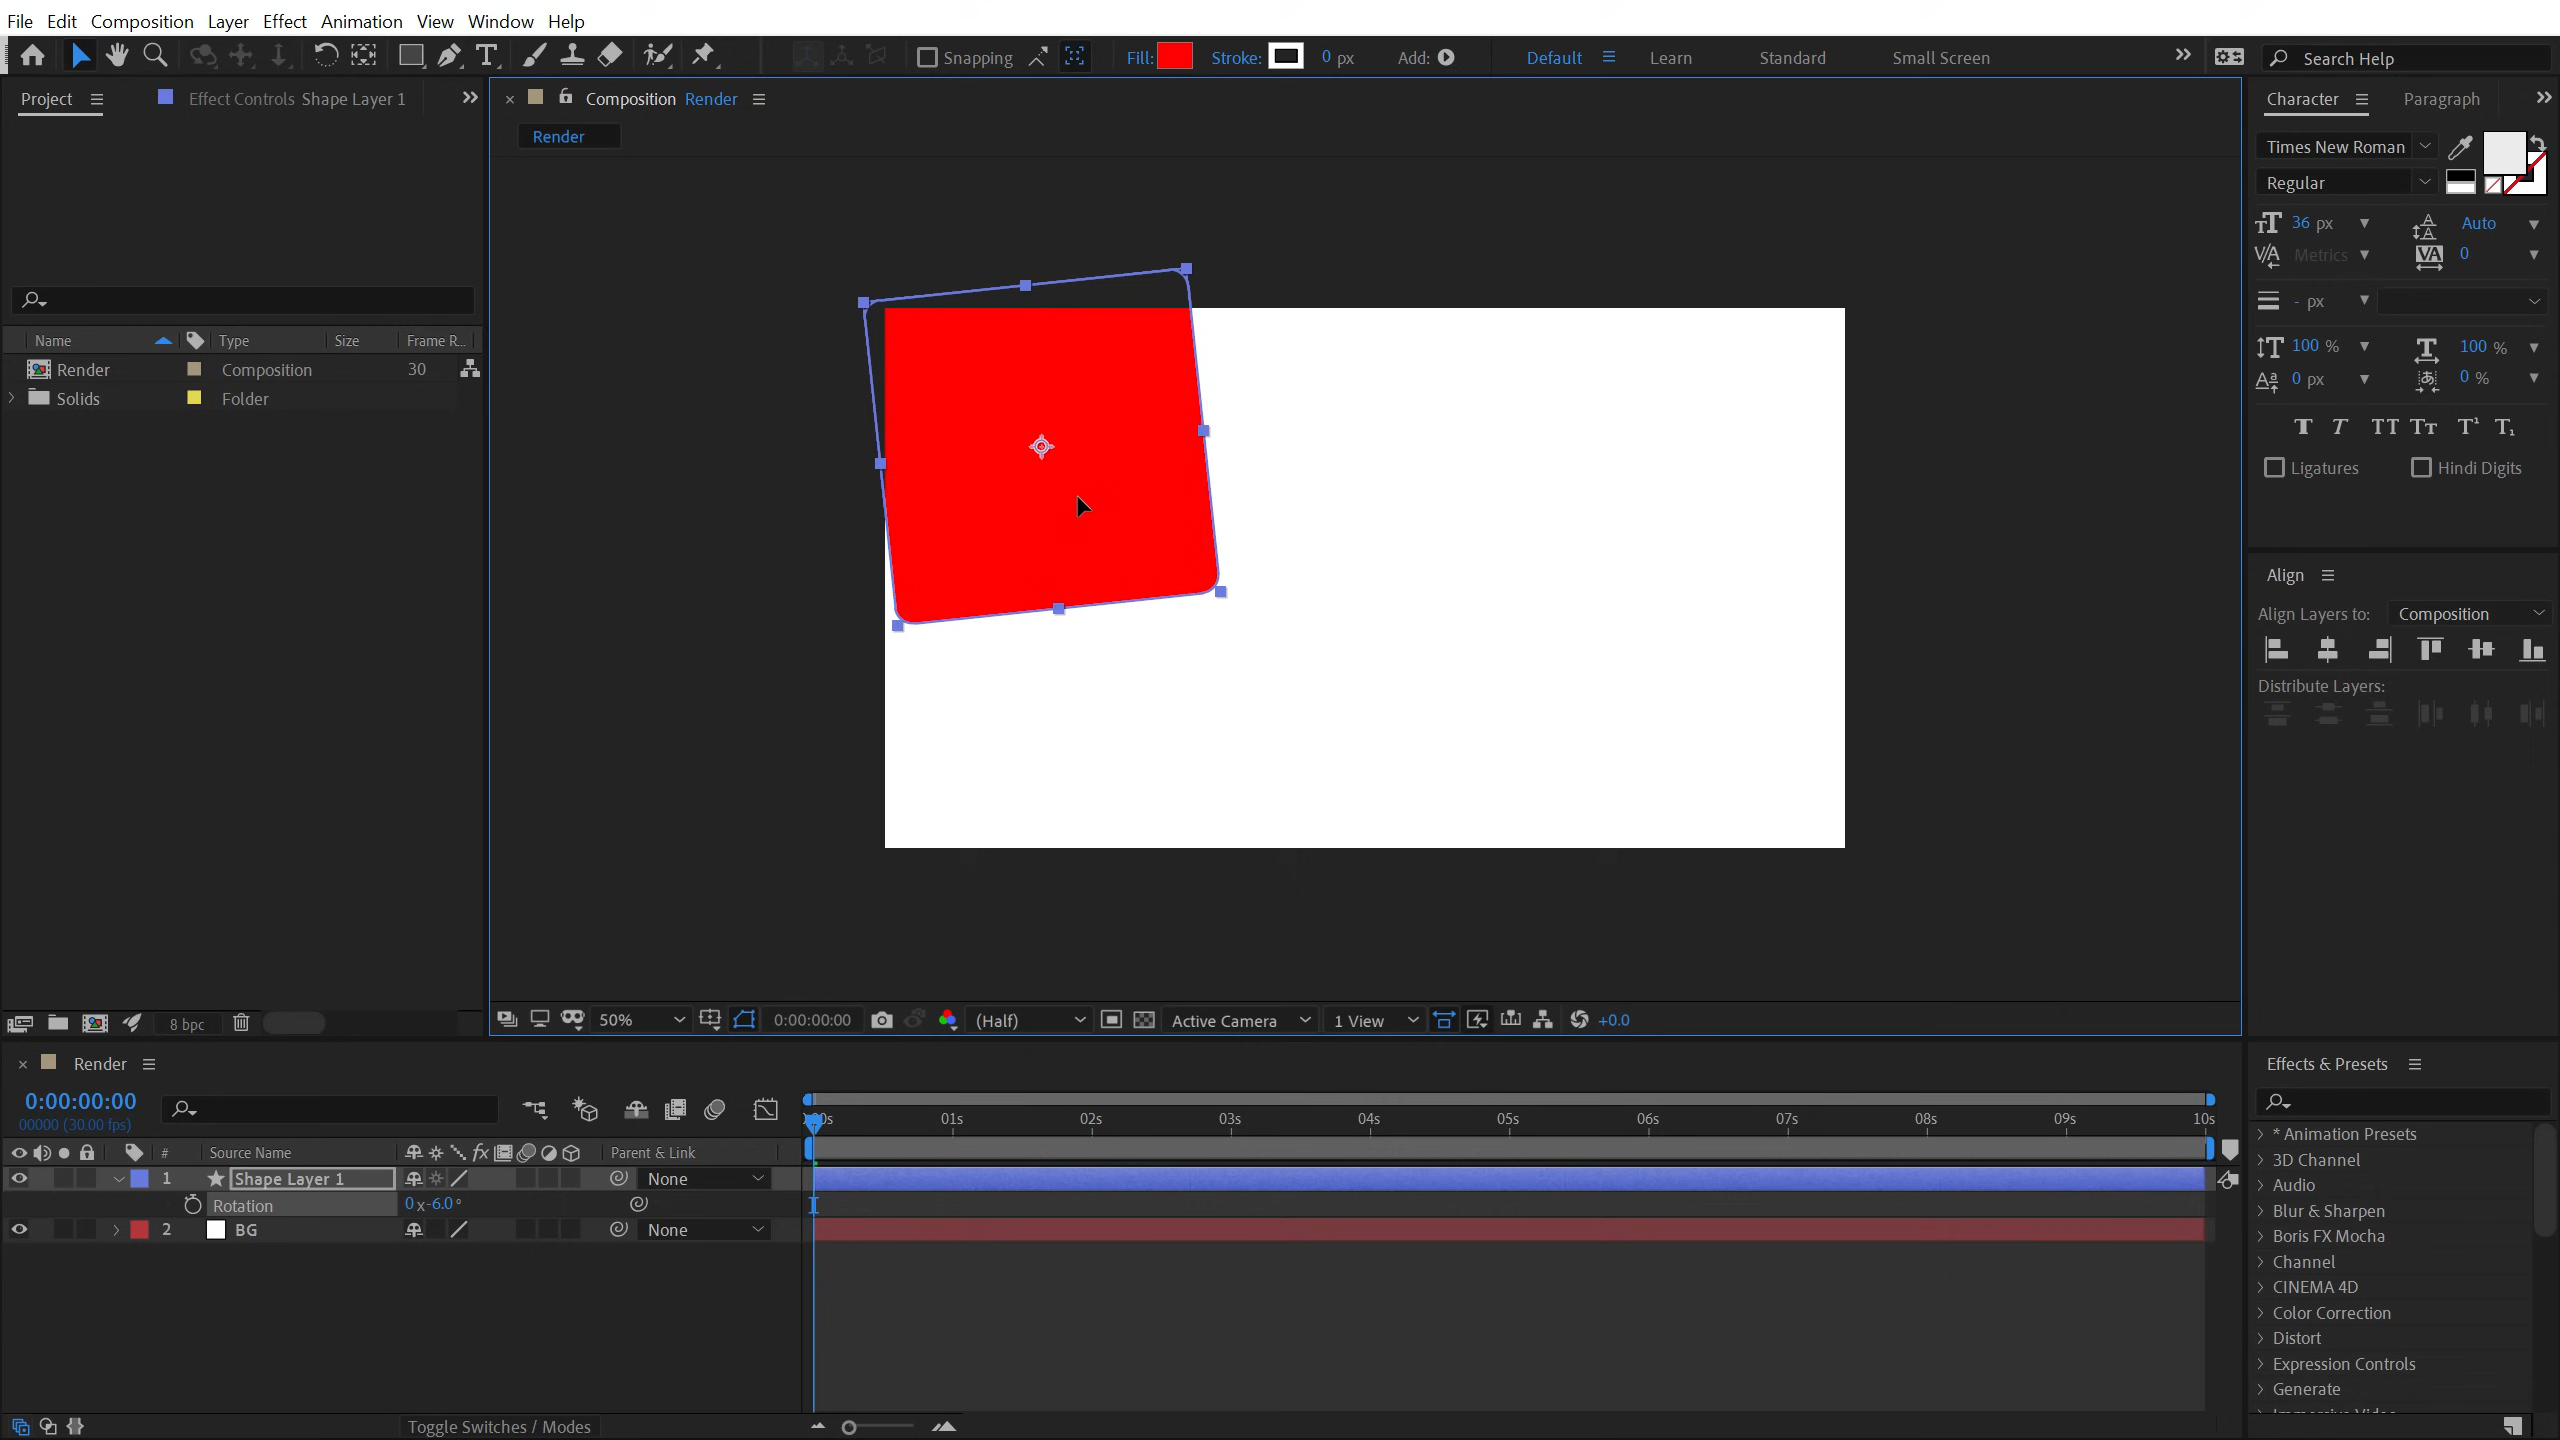 File Edit Composition Layer Effect Animation View Window Help
Snapping Fill: Stroke: 0 px Add: Default Learn Standard Small Screen Search Help
Project Effect Controls Shape Layer 1
Composition Render
Render
Name Type Size Frame R...
Render Composition 30
Solids Folder
8 bpc
50% 0:00:00:00 (Half) Active Camera 1 View +0.0
Character Paragraph
Times New Roman
Regular
36 px Auto
Metrics 0
- px
100 % 100 %
0 px 0 %
Ligatures Hindi Digits
Align
Align Layers to: Composition
Distribute Layers:
Render
0:00:00:00
00000 (30.00 fps)
01s 02s 03s 04s 05s 06s 07s 08s 09s 10s
# Source Name Parent & Link
1 Shape Layer 1 None
Rotation 0x-6.0°
2 BG None
Toggle Switches / Modes
Effects & Presets
* Animation Presets
3D Channel
Audio
Blur & Sharpen
Boris FX Mocha
Channel
CINEMA 4D
Color Correction
Distort
Expression Controls
Generate